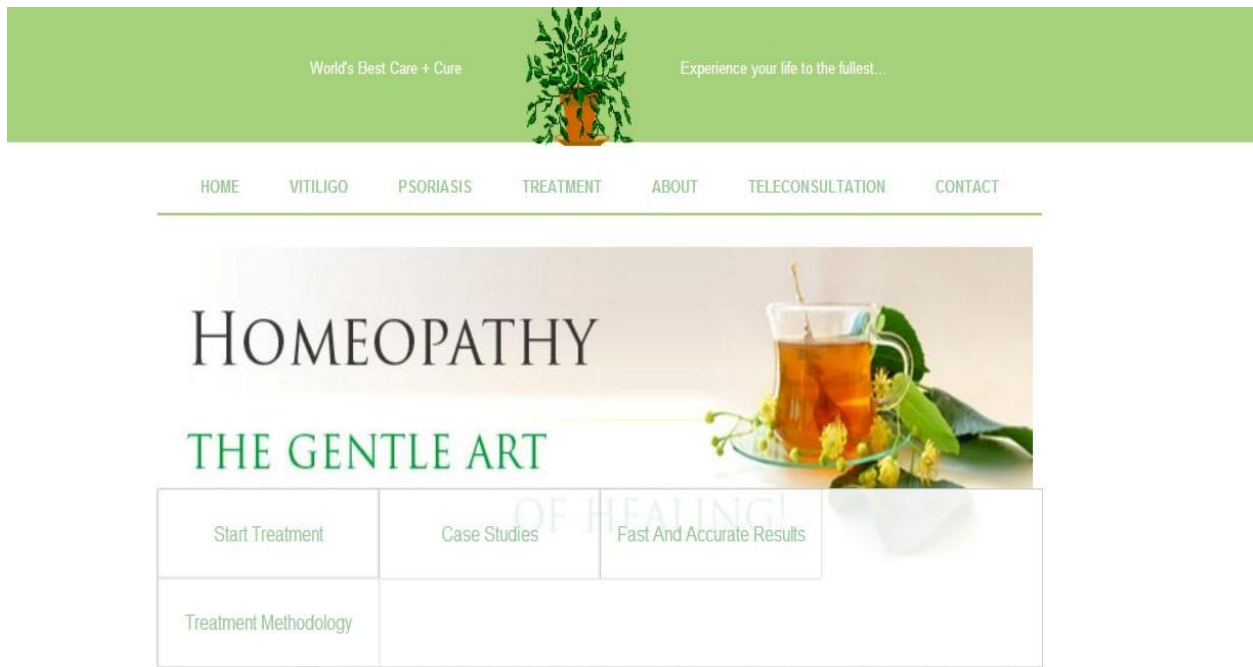 World's Best Care + Cure
Experience your life to the fullest...
HOME VITILIGO PSORIASIS TREATMENT ABOUT TELECONSULTATION CONTACT
HOMEOPATHY
THE GENTLE ART
OF HEALING!
Start Treatment Case Studies Fast And Accurate Results
Treatment Methodology